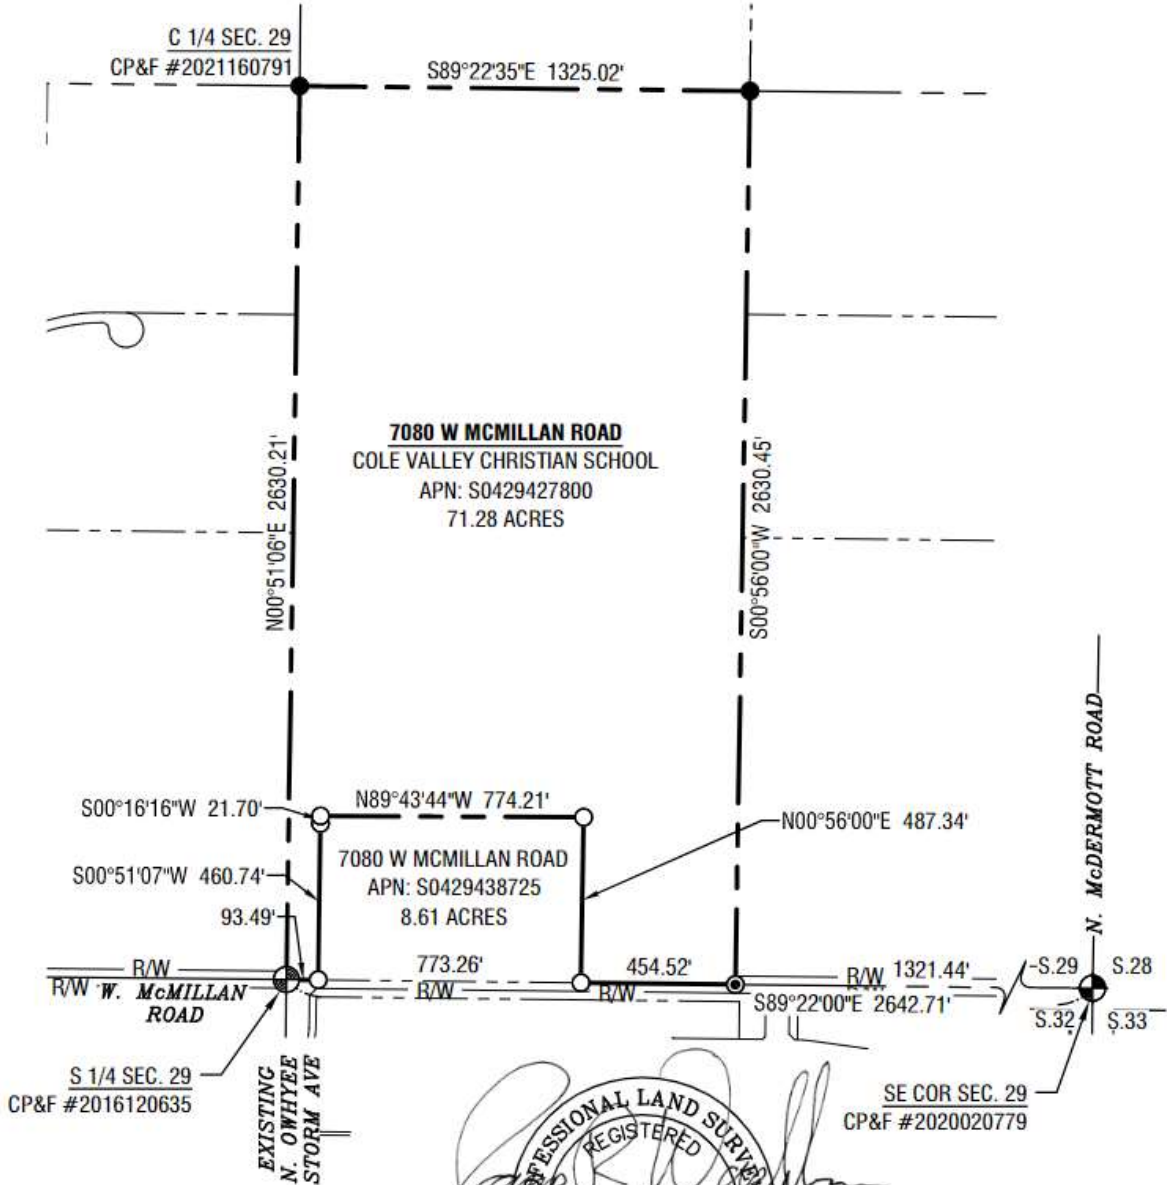 C 1/4 SEC. 29
CP&F #2021160791
S89°22'35"E 1325.02'
7080 W MCMILLAN ROAD
COLE VALLEY CHRISTIAN SCHOOL
APN: S0429427800
71.28 ACRES
N00°51'06"E 2630.21'
S00°56'00"W 2630.45'
N. McDERMOTT ROAD
S00°16'16"W 21.70'
N89°43'44"W 774.21'
N00°56'00"E 487.34'
7080 W MCMILLAN ROAD
APN: S0429438725
8.61 ACRES
S00°51'07"W 460.74'
93.49'
773.26'
454.52'
R/W
R/W
R/W
R/W
R/W 1321.44'
S89°22'00"E 2642.71'
S.29 S.28
S.32 S.33
W. McMILLAN
ROAD
S 1/4 SEC. 29
CP&F #2016120635
EXISTING
N. OWHYEE
STORM AVE
SE COR SEC. 29
CP&F #2020020779
LAND
REGISTERED